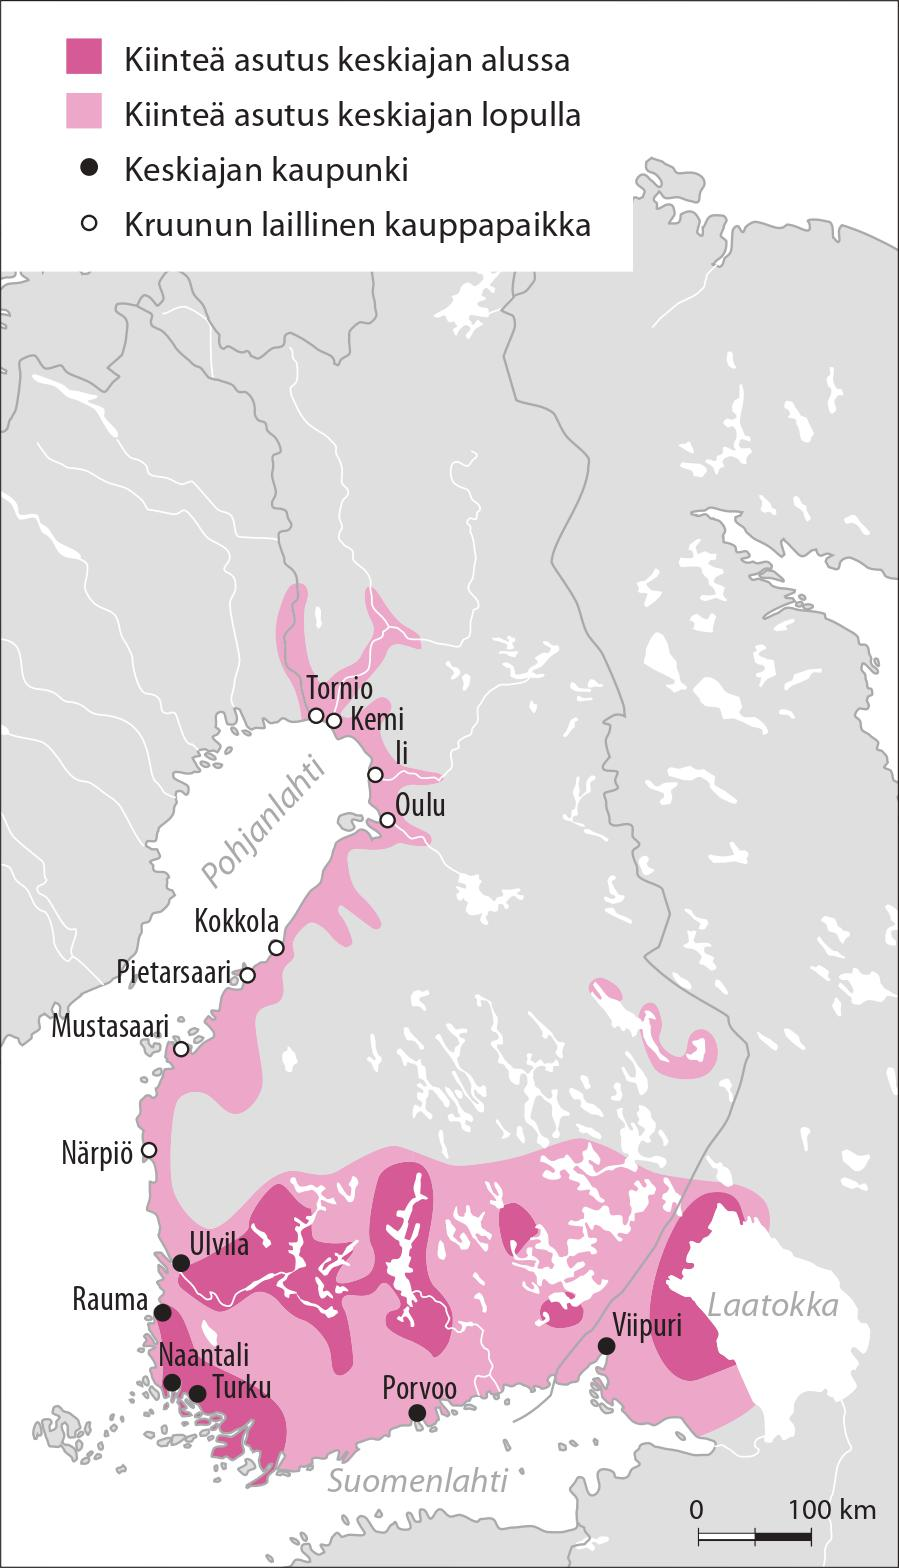 Kiinteä asutus keskiajan alussa
Kiinteä asutus keskiajan lopulla
Keskiajan kaupunki
Kruunun laillinen kauppapaikka
Tornio
Kemi
Ii
Oulu
Pohjanlahti
Kokkola
Pietarsaari
Mustasaari
Närpiö
Ulvila
Rauma
Laatokka
Viipuri
Naantali
Turku
Porvoo
Suomenlahti
0 100 km